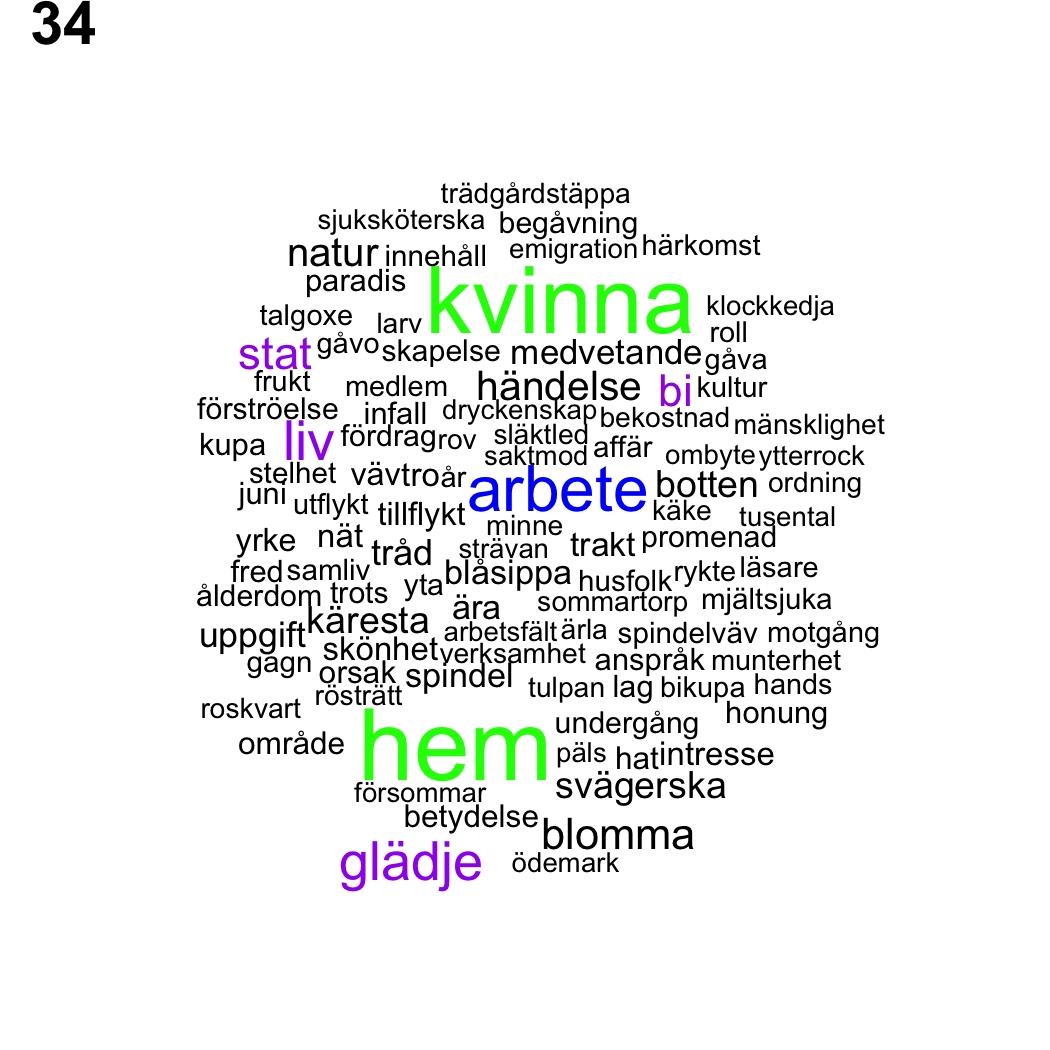 34
trädgårdstäppa
sjuksköterska begåvning
natur innehåll emigration härkomst
paradis kvinna klockkedja
talgoxe larv roll
stat gåvo skapelse medvetande gåva
frukt medlem händelse bi kultur
förströelse infall dryckenskap bekostnad mänsklighet
kupa liv fördrag rov släktled affär
saktmod ombyte ytterrock
stelhet vävtro år arbete botten ordning
juni utflykt tillflykt minne käke tusental
yrke nät tråd strävan trakt promenad
fred samliv yta blåsippa husfolk rykte läsare
ålderdom trots ära sommartorp mjältsjuka
uppgift käresta arbetsfält ärla spindelväv motgång
skönhet verksamhet anspråk munterhet
gagn orsak spindel tulpan lag bikupa hands
roskvart rösträtt honung
område hem undergång
päls hat intresse
försommar svägerska
betydelse blomma
glädje ödemark